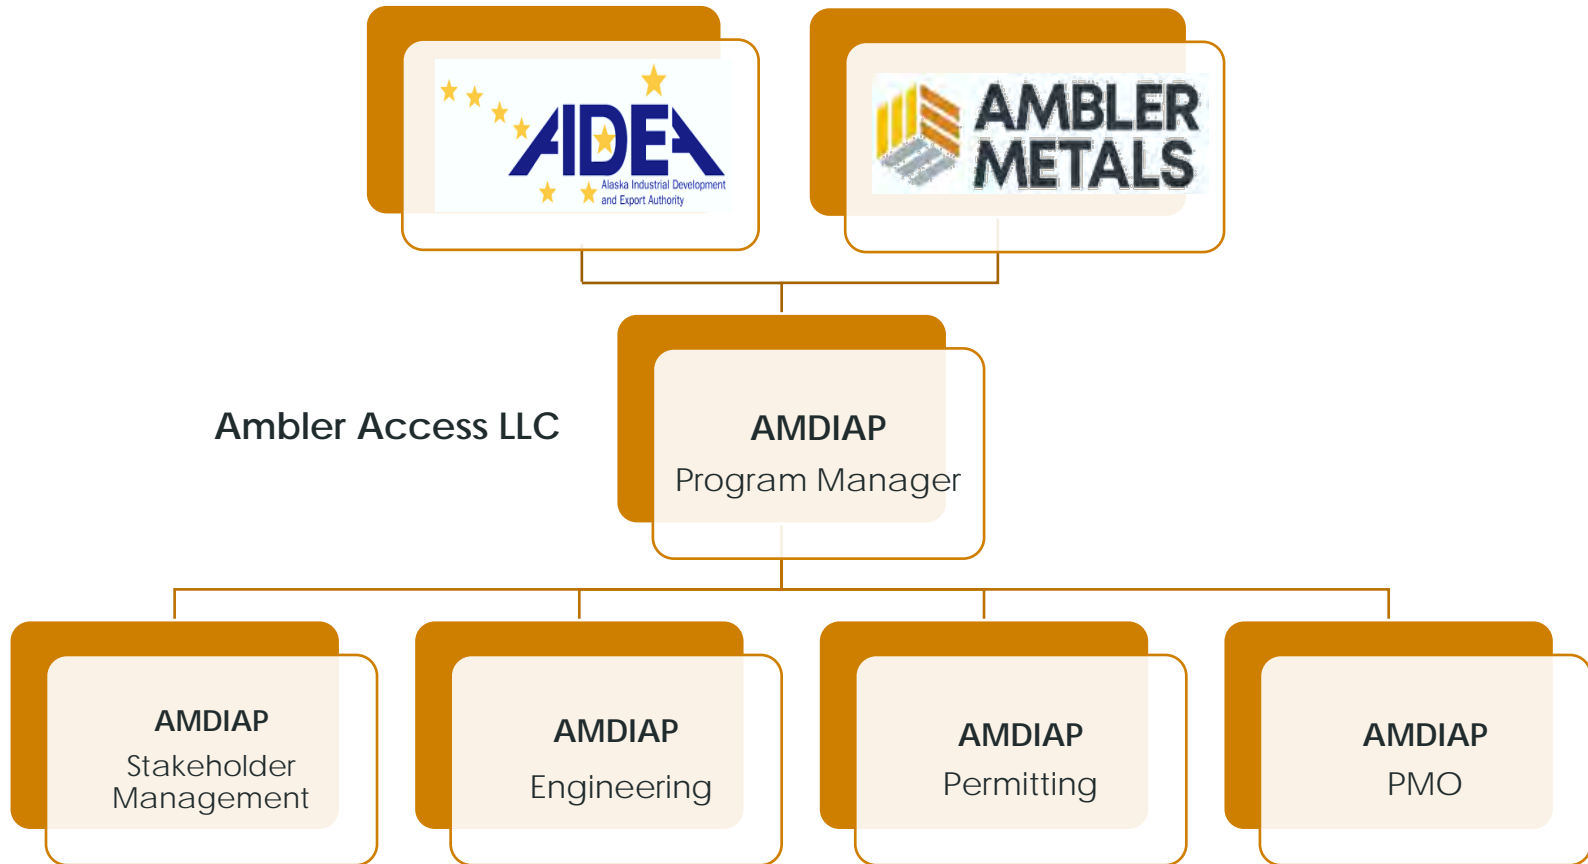 AIDEA
Alaska Industrial Development
and Export Authority
AMBLER
METALS
Ambler Access LLC
AMDIAP
Program Manager
AMDIAP
Stakeholder
Management
AMDIAP
Engineering
AMDIAP
Permitting
AMDIAP
PMO